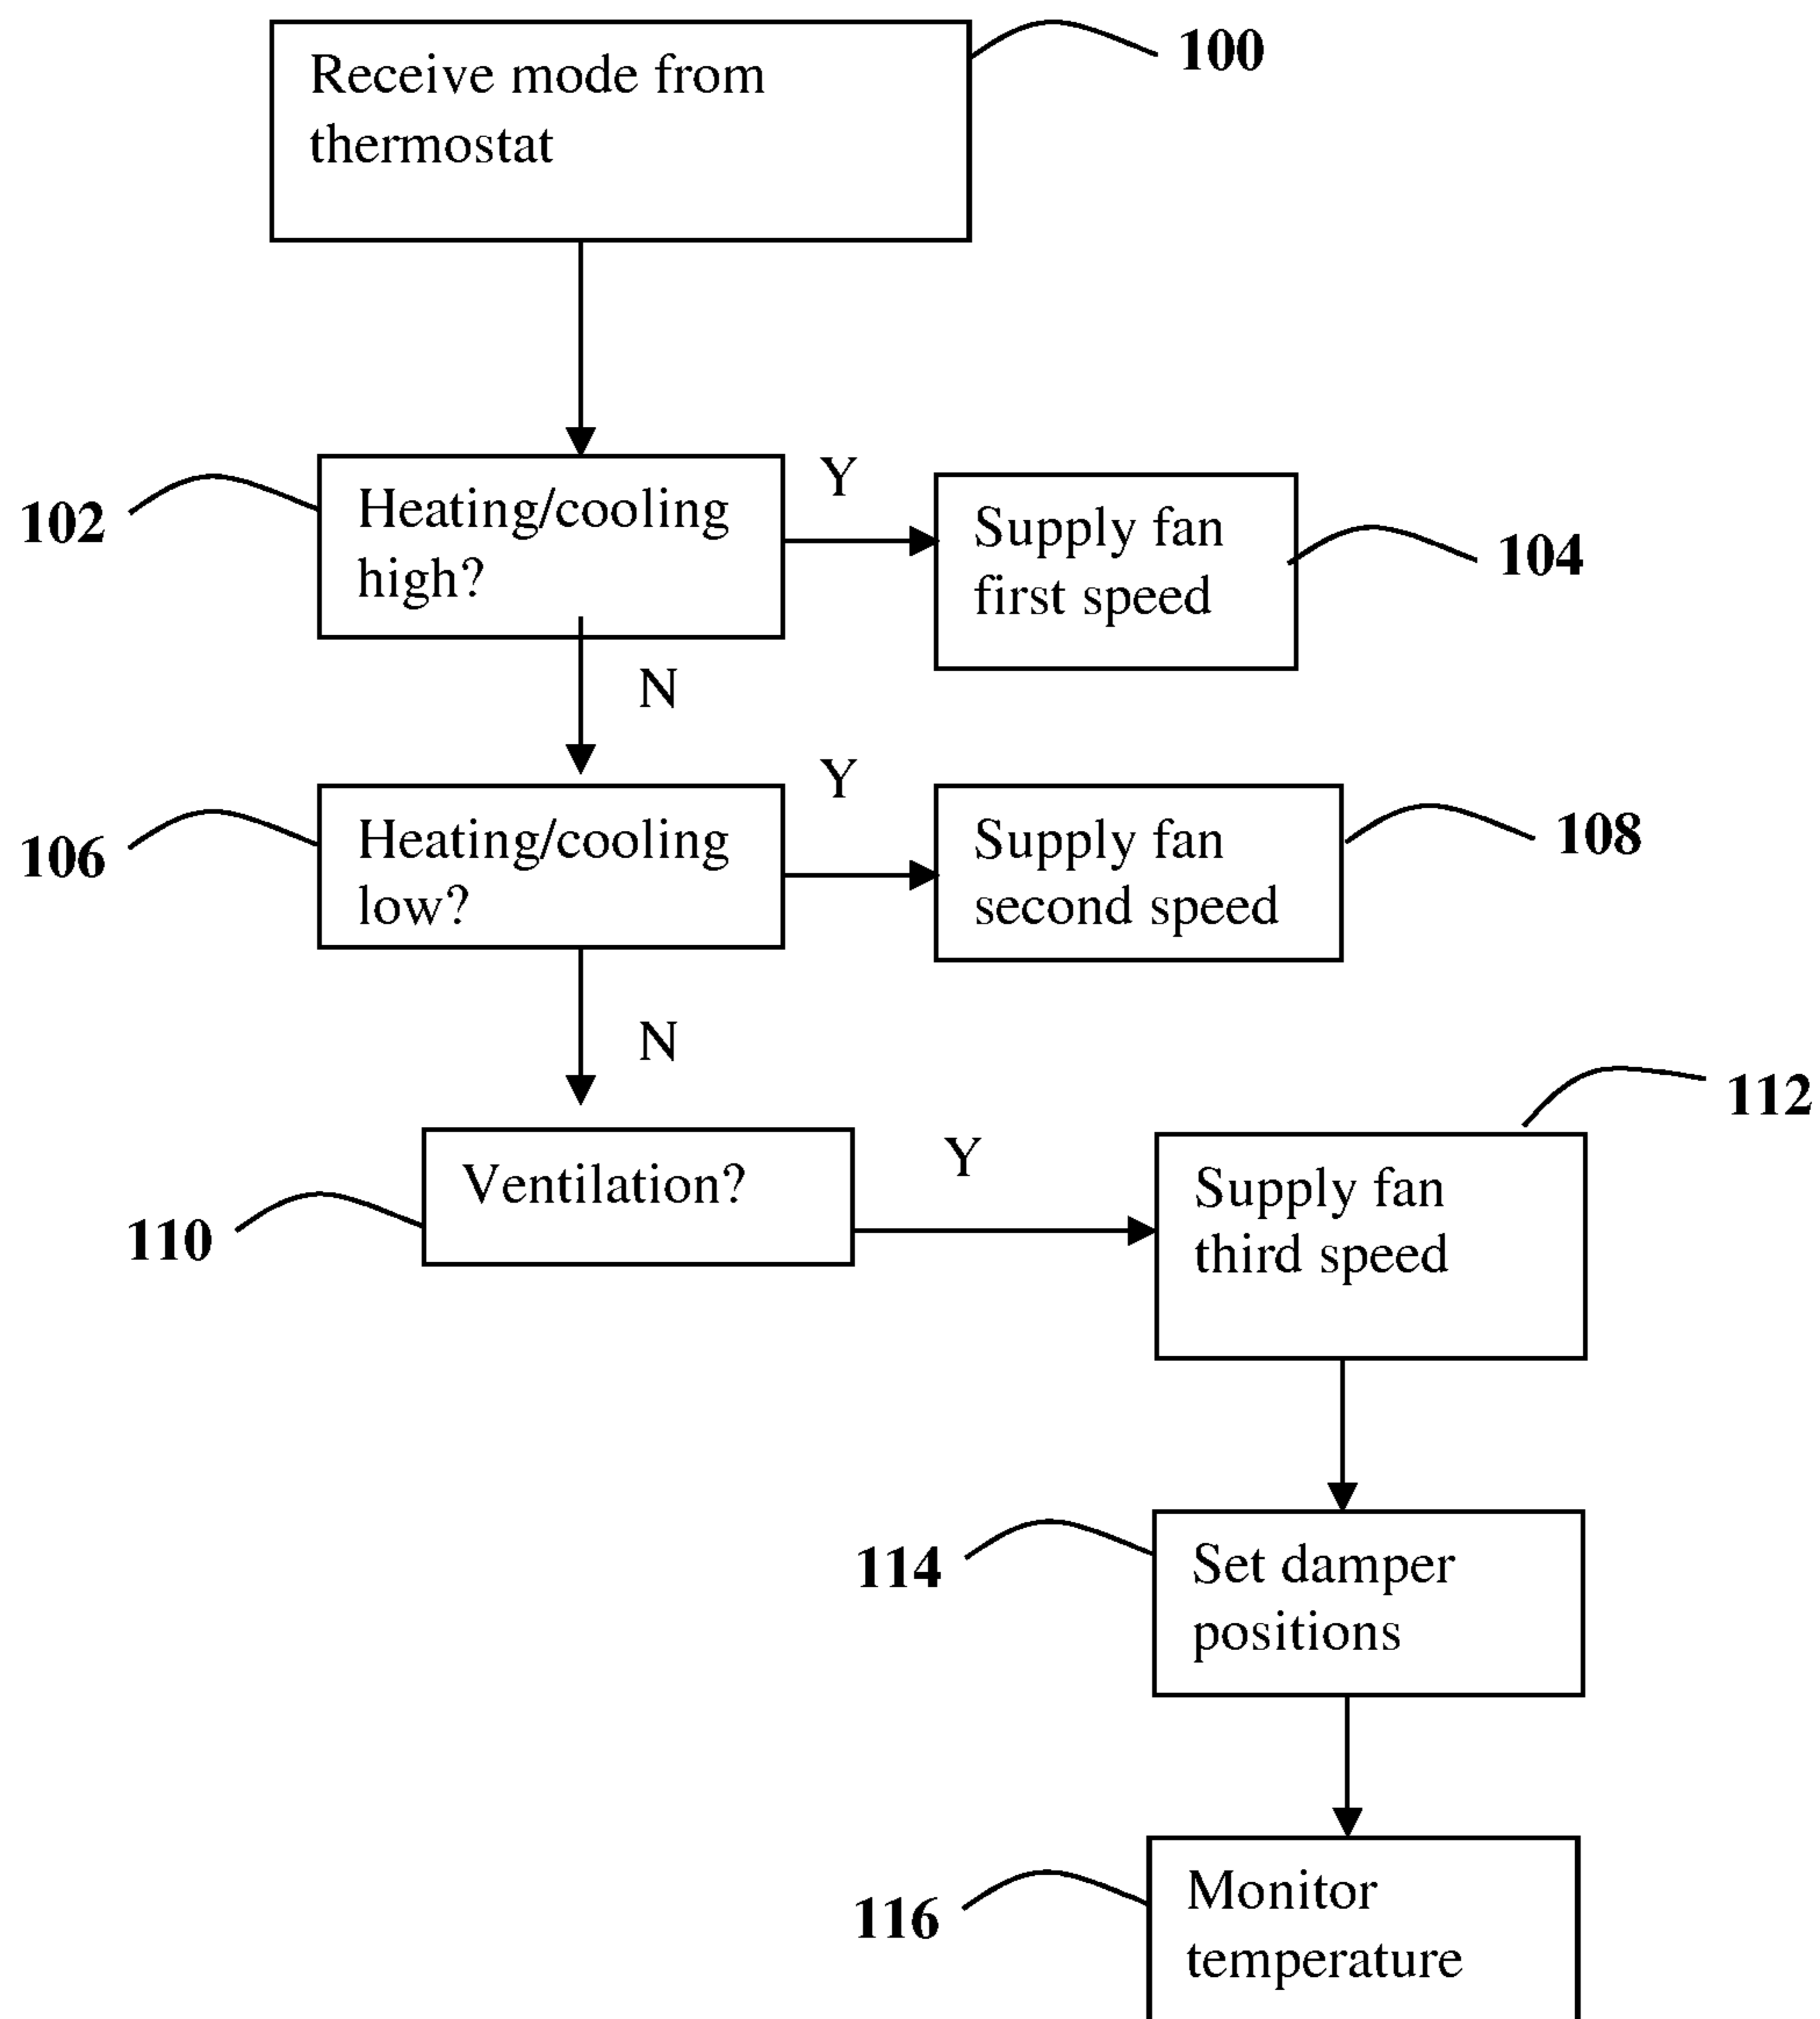 Receive mode from
thermostat
100
102
Heating/cooling
high?
Y
Supply fan
first speed
104
N
106
Heating/cooling
low?
Y
Supply fan
second speed
108
N
110
Ventilation?
Y
Supply fan
third speed
112
114
Set damper
positions
116
Monitor
temperature